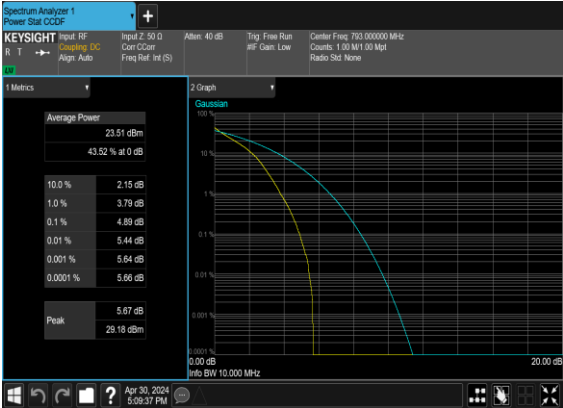 Spectrum Analyzer 1
Power Stat CCDF
+
KEYSIGHT
R T
LW
Input: RF
Coupling: DC
Align: Auto
Input Z: 50 Ω
Corr CCorr
Freq Ref: Int (S)
Atten: 40 dB
Trig: Free Run
#IF Gain: Low
Center Freq: 793.000000 MHz
Counts: 1.00 M/1.00 Mpt
Radio Std: None
1 Metrics
Average Power
23.51 dBm
43.52 % at 0 dB
10.0 % 2.15 dB
1.0 % 3.79 dB
0.1 % 4.89 dB
0.01 % 5.44 dB
0.001 % 5.64 dB
0.0001 % 5.66 dB
Peak
5.67 dB
29.18 dBm
2 Graph
Gaussian
100 %
10 %
1 %
0.1 %
0.01 %
0.001 %
0.0001 %
0.00 dB
20.00 dB
Info BW 10.000 MHz
?
Apr 30, 2024
5:09:37 PM